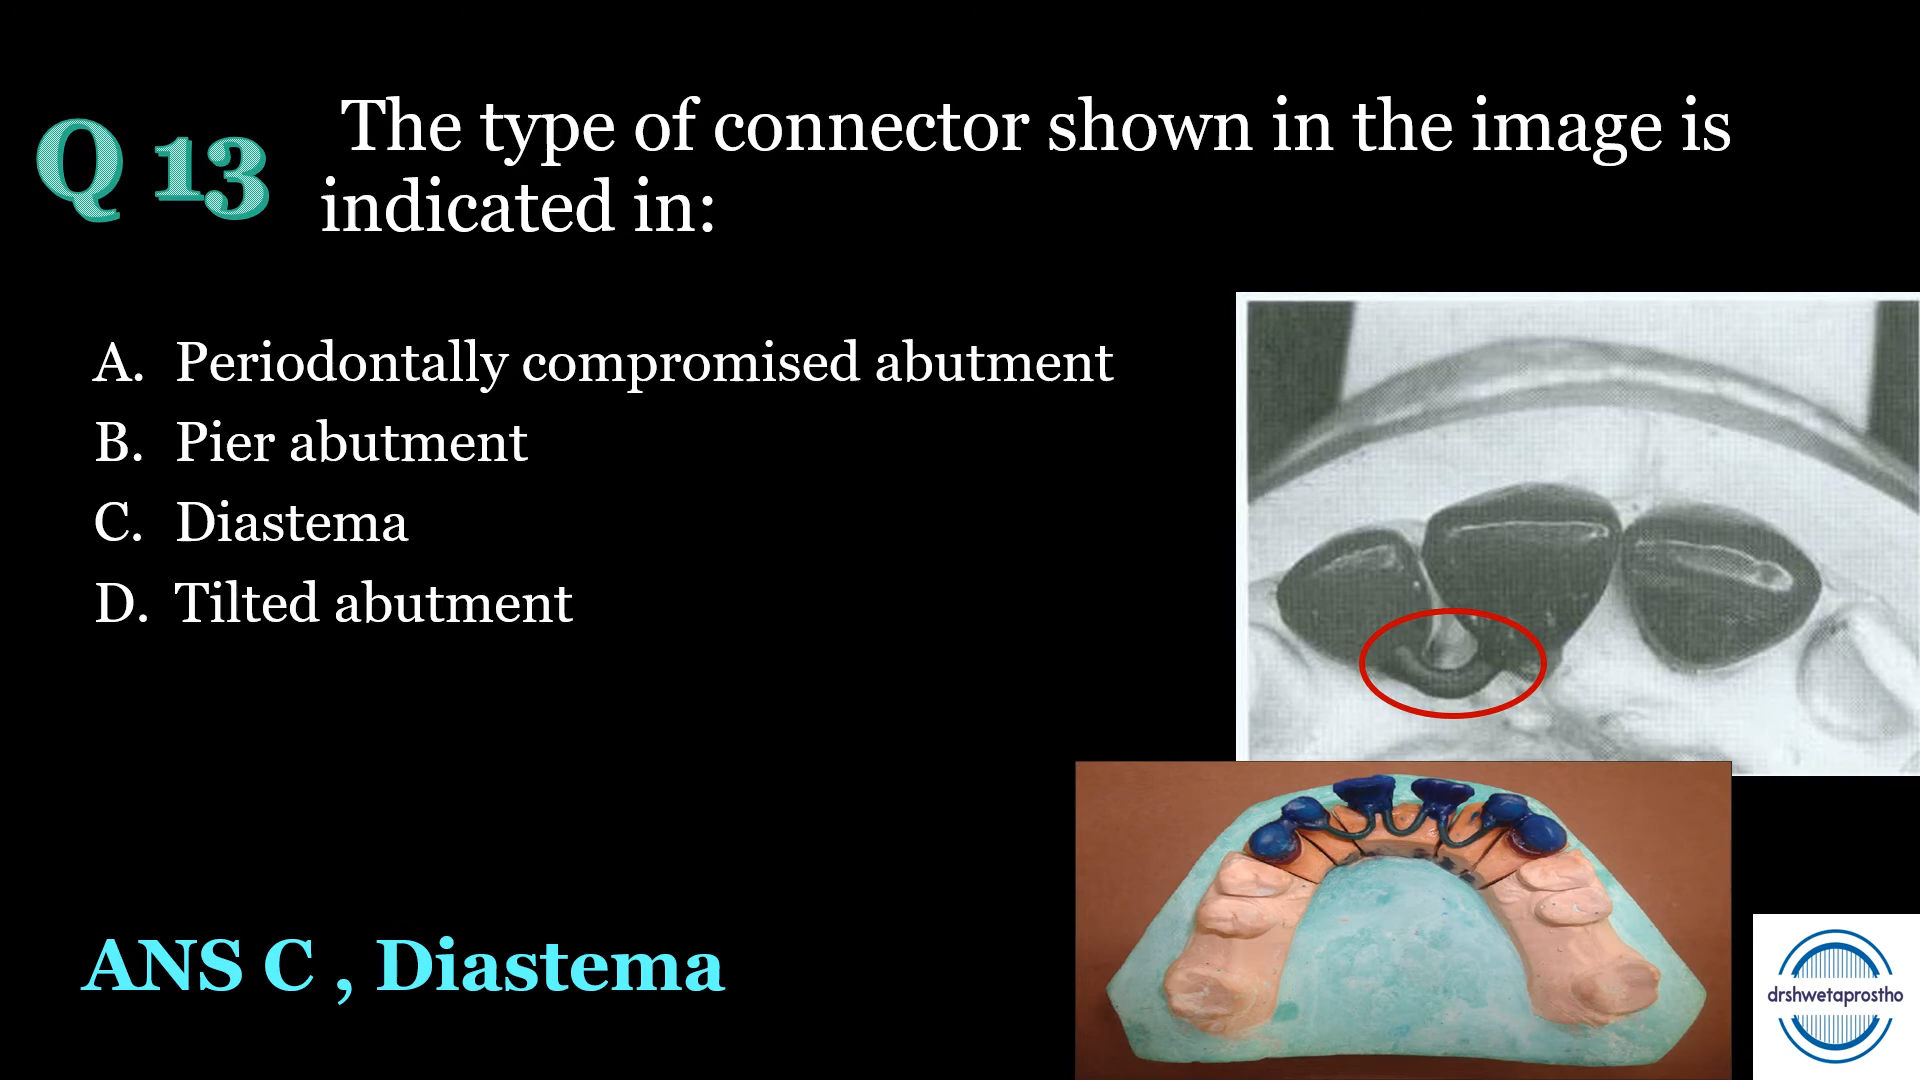 Q 13
The type of connector shown in the image is
indicated in:
A. Periodontally compromised abutment
B. Pier abutment
C. Diastema
D. Tilted abutment
ANS C , Diastema
drshwetaprostho